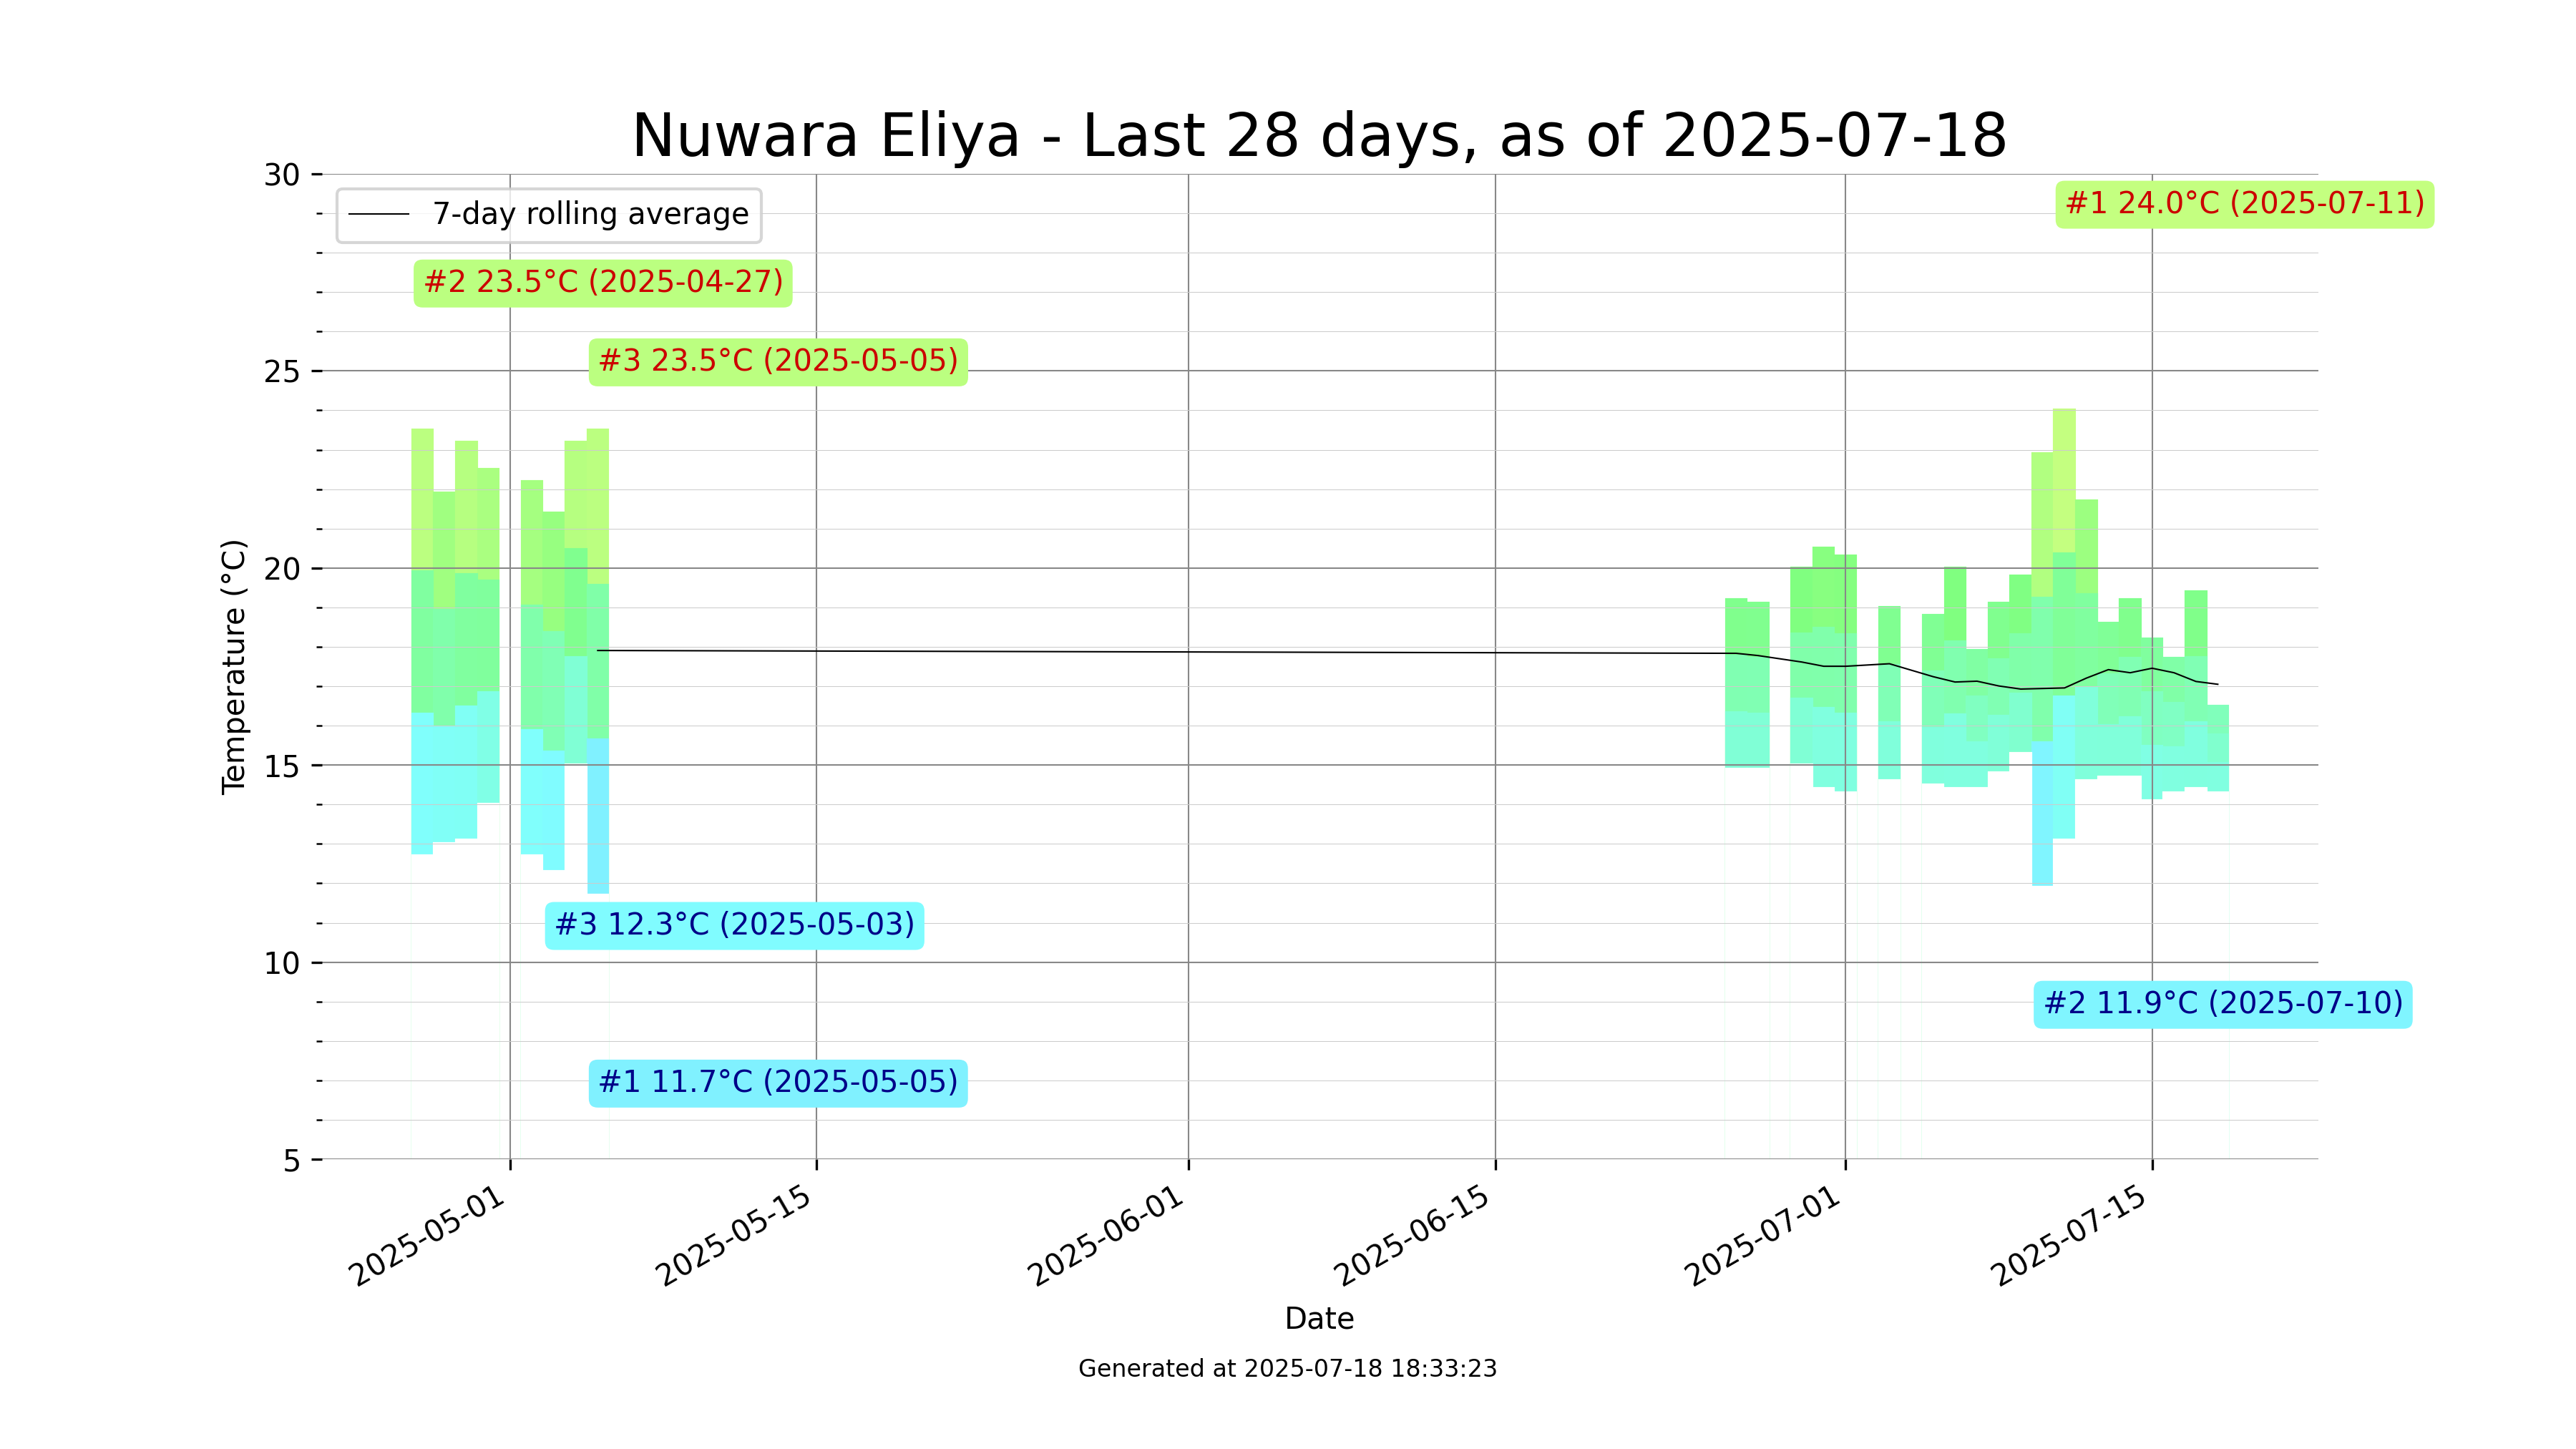 Nuwara Eliya - Last 28 days, as of 2025-07-18
30
7-day rolling average
#1 24.0°C (2025-07-11)
#2 23.5°C (2025-04-27)
#3 23.5°C (2025-05-05)
25
20
Temperature (°C)
15
#3 12.3°C (2025-05-03)
10
#2 11.9°C (2025-07-10)
#1 11.7°C (2025-05-05)
5
2025-05-01
2025-05-15
2025-06-01
2025-06-15
2025-07-01
2025-07-15
Date
Generated at 2025-07-18 18:33:23